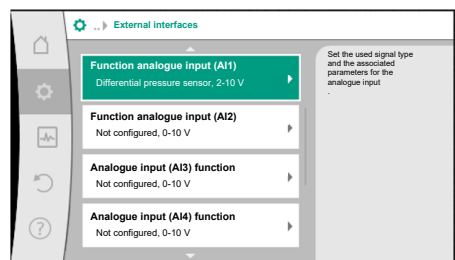 .. External interfaces
Function analogue input (AI1)
Differential pressure sensor, 2-10 V
Function analogue input (AI2)
Not configured, 0-10 V
Analogue input (AI3) function
Not configured, 0-10 V
Analogue input (AI4) function
Not configured, 0-10 V
Set the used signal type
and the associated
parameters for the
analogue input
.
?